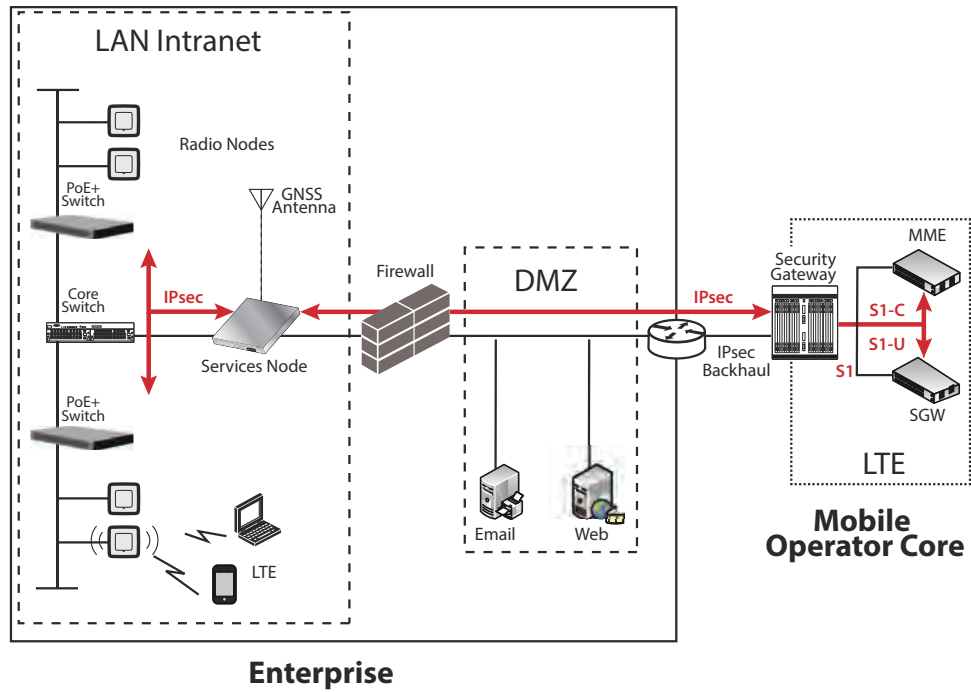 LAN Intranet
Radio Nodes
PoE+
Switch
GNSS
Antenna
Core
Switch
IPsec
Services Node
Firewall
DMZ
IPsec
IPsec
Backhaul
Security
Gateway
MME
S1-C
S1-U
S1
SGW
LTE
PoE+
Switch
LTE
Email
Web
Mobile
Operator Core
Enterprise